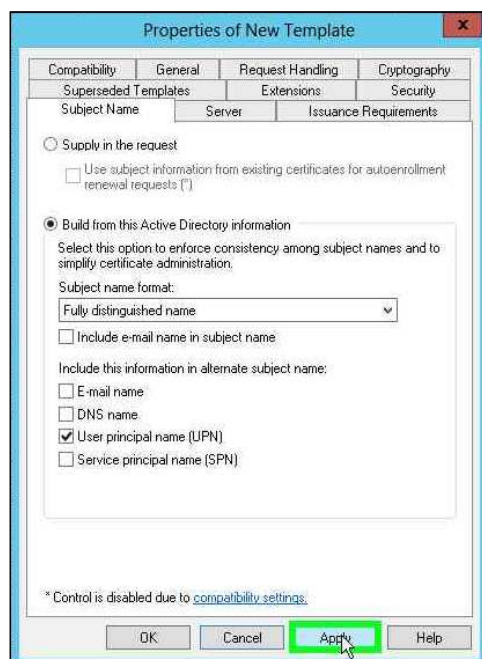 Properties of New Template
x
Compatibility General Request Handling Cryptography
Superseded Templates Extensions Security
Subject Name Server Issuance Requirements
Supply in the request
Use subject information from existing certificates for autoenrollment
renewal requests (*)
Build from this Active Directory information
Select this option to enforce consistency among subject names and to
simplify certificate administration.
Subject name format:
Fully distinguished name
Include e-mail name in subject name
Include this information in alternate subject name:
E-mail name
DNS name
User principal name (UPN)
Service principal name (SPN)
* Control is disabled due to compatibility settings.
OK Cancel Apply Help